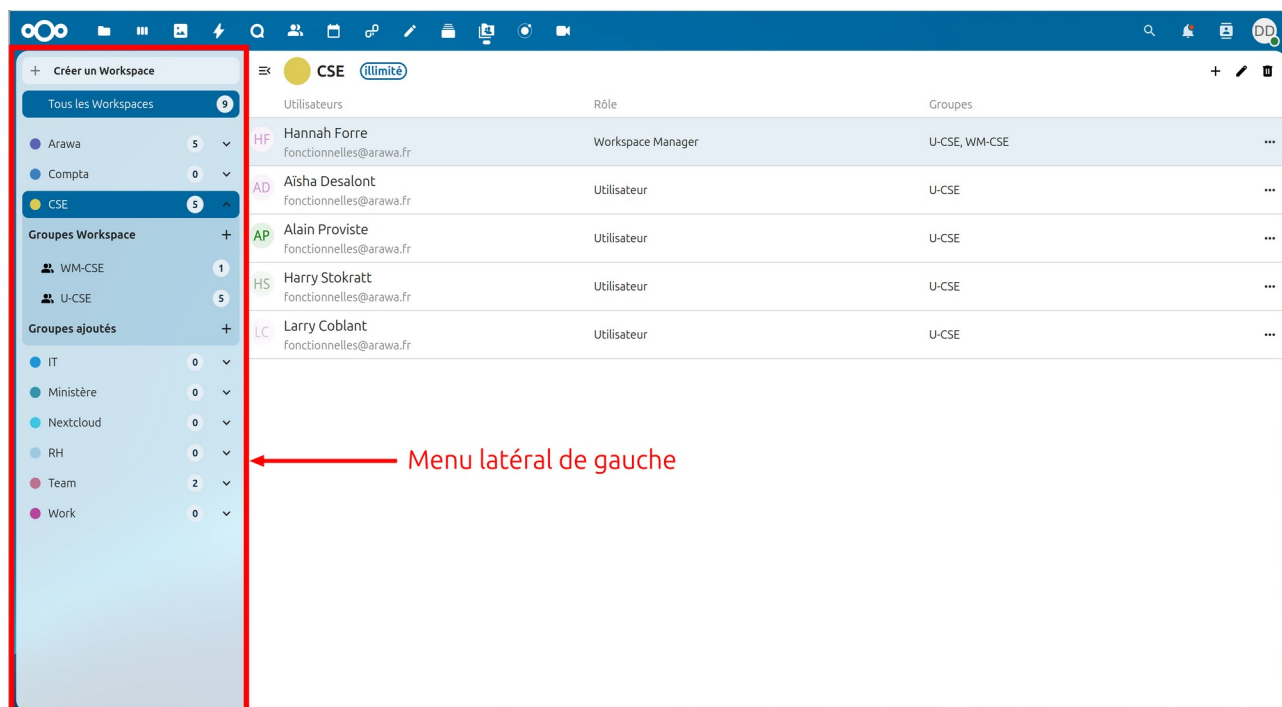 DD
+ Créer un Workspace
CSE illimité
Tous les Workspaces 9
Utilisateurs Rôle Groupes
Arawa 5
Compta 0
CSE 5
Groupes Workspace +
WM-CSE 1
U-CSE 5
Groupes ajoutés +
IT 0
Ministère 0
Nextcloud 0
RH 0
Team 2
Work 0
HF Hannah Forre Workspace Manager U-CSE, WM-CSE
fonctionnelles@arawa.fr
AD Aïsha Desalont Utilisateur U-CSE
fonctionnelles@arawa.fr
AP Alain Proviste Utilisateur U-CSE
fonctionnelles@arawa.fr
HS Harry Stokratt Utilisateur U-CSE
fonctionnelles@arawa.fr
LC Larry Coblant Utilisateur U-CSE
fonctionnelles@arawa.fr
Menu latéral de gauche